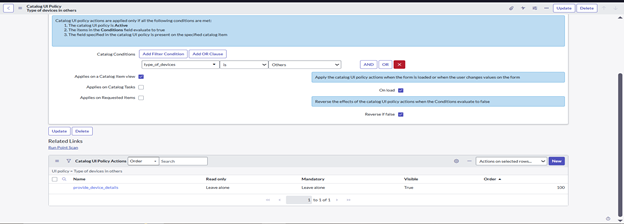 Catalog UI Policy
Type of devices in others
Update
Delete
Catalog UI policy actions are applied only if all the following conditions are met:
1. The catalog UI policy is Active
2. The items in the Conditions field evaluate to true
3. The field specified in the catalog UI policy is present on the specified catalog item
Catalog Conditions
Add Filter Condition
Add OR Clause
type_of_devices
is
Others
AND
OR
Applies on a Catalog Item view
Apply the catalog UI policy actions when the form is loaded or when the user changes values on the form
Applies on Catalog Tasks
On load
Applies on Requested Items
Reverse the effects of the catalog UI policy actions when the Conditions evaluate to false
Reverse if false
Update
Delete
Related Links
Run Point Scan
Catalog UI Policy Actions
Order
Search
Actions on selected rows...
New
UI policy = Type of devices in others
Name
Read only
Mandatory
Visible
Order
provide_device_details
Leave alone
Leave alone
True
100
1 to 1 of 1